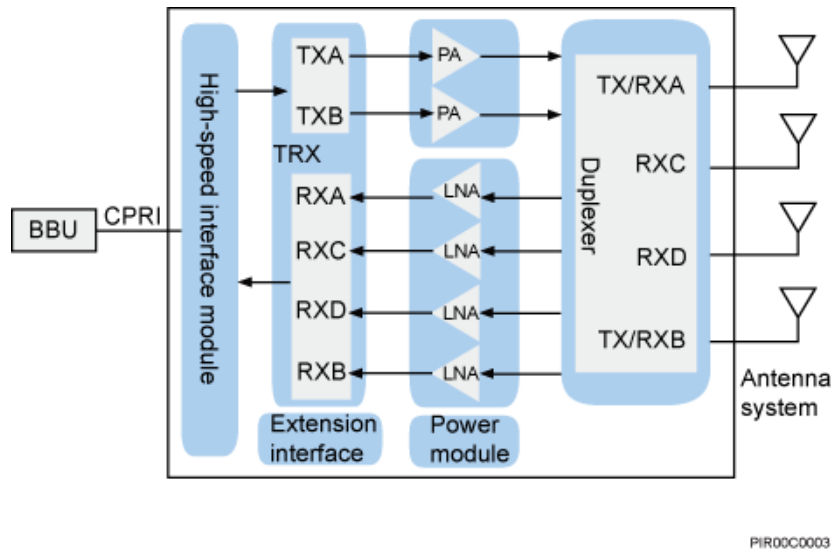 BBU
CPRI
High-speed interface module
TXA
TXB
TRX
RXA
RXC
RXD
RXB
Extension
interface
PA
PA
LNA
LNA
LNA
LNA
Power
module
Duplexer
TX/RXA
RXC
RXD
TX/RXB
Antenna
system
PIR00C0003